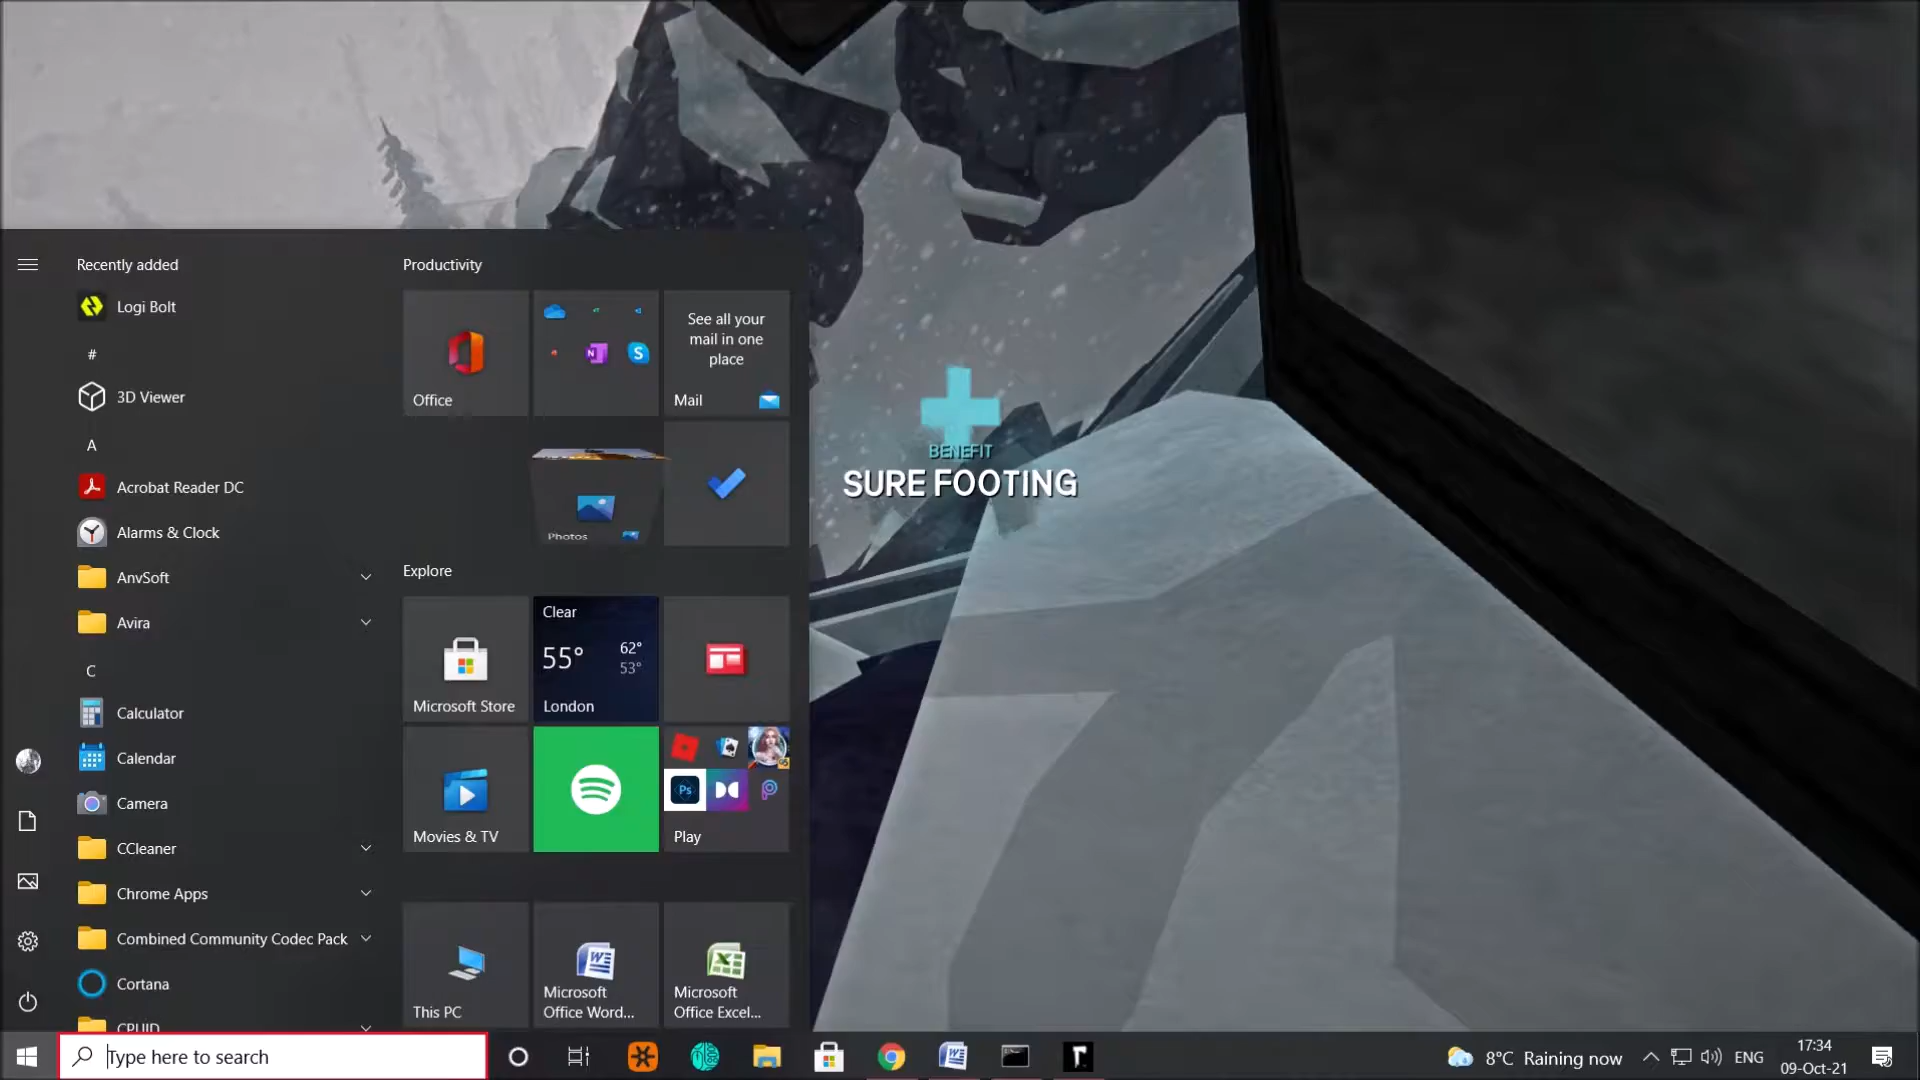 Recently added
Logi Bolt
#
3D Viewer
A
Acrobat Reader DC
Alarms & Clock
AnvSoft
Avira
C
Calculator
Calendar
Camera
CCleaner
Chrome Apps
Combined Community Codec Pack
Cortana
CPUID
Productivity
Office
See all your
mail in one
place
Mail
Photos
Explore
Microsoft Store
Clear
55°
62°
53°
London
Movies & TV
Ps
Play
This PC
Microsoft
Office Word...
Microsoft
Office Excel...
BENEFIT
SURE FOOTING
Type here to search
8°C Raining now
ENG
17:34
09-Oct-21